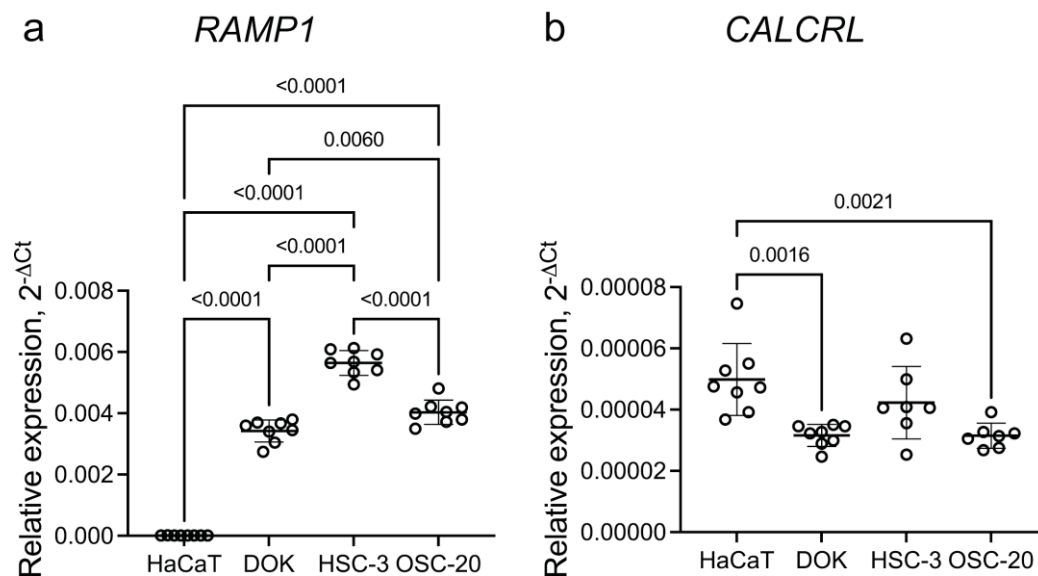 a
RAMP1
<0.0001
0.0060
<0.0001
<0.0001
<0.0001
<0.0001
Relative expression, 2-ΔCt
0.008
0.006
0.004
0.002
0.000
HaCaT DOK HSC-3 OSC-20
b
CALCRL
0.0021
0.0016
Relative expression, 2-ΔCt
0.00008
0.00006
0.00004
0.00002
0.00000
HaCaT DOK HSC-3 OSC-20